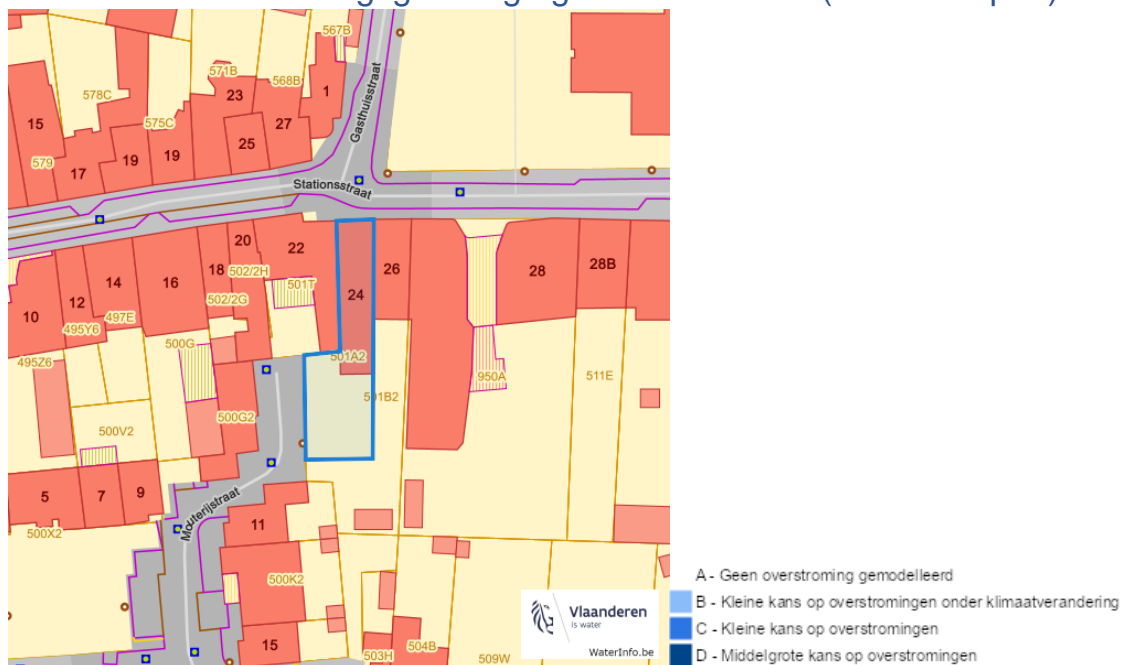 567B
571B
568B
578C
23
1
575C
15
27
Gasthuisstraat
25
579
17
19
19
Stationsstraat
20
22
18
502/2H
26
28
28B
14
16
501T
24
12
502/2G
10
495Y6
497E
500G
495Z6
501A2
950A
511E
501B2
500G2
500V2
5
7
9
Mouterijstraat
11
500X2
500K2
15
503H
504B
509W
Vlaanderen
is water
WaterInfo.be
A - Geen overstroming gemodelleerd
B - Kleine kans op overstromingen onder klimaatverandering
C - Kleine kans op overstromingen
D - Middelgrote kans op overstromingen